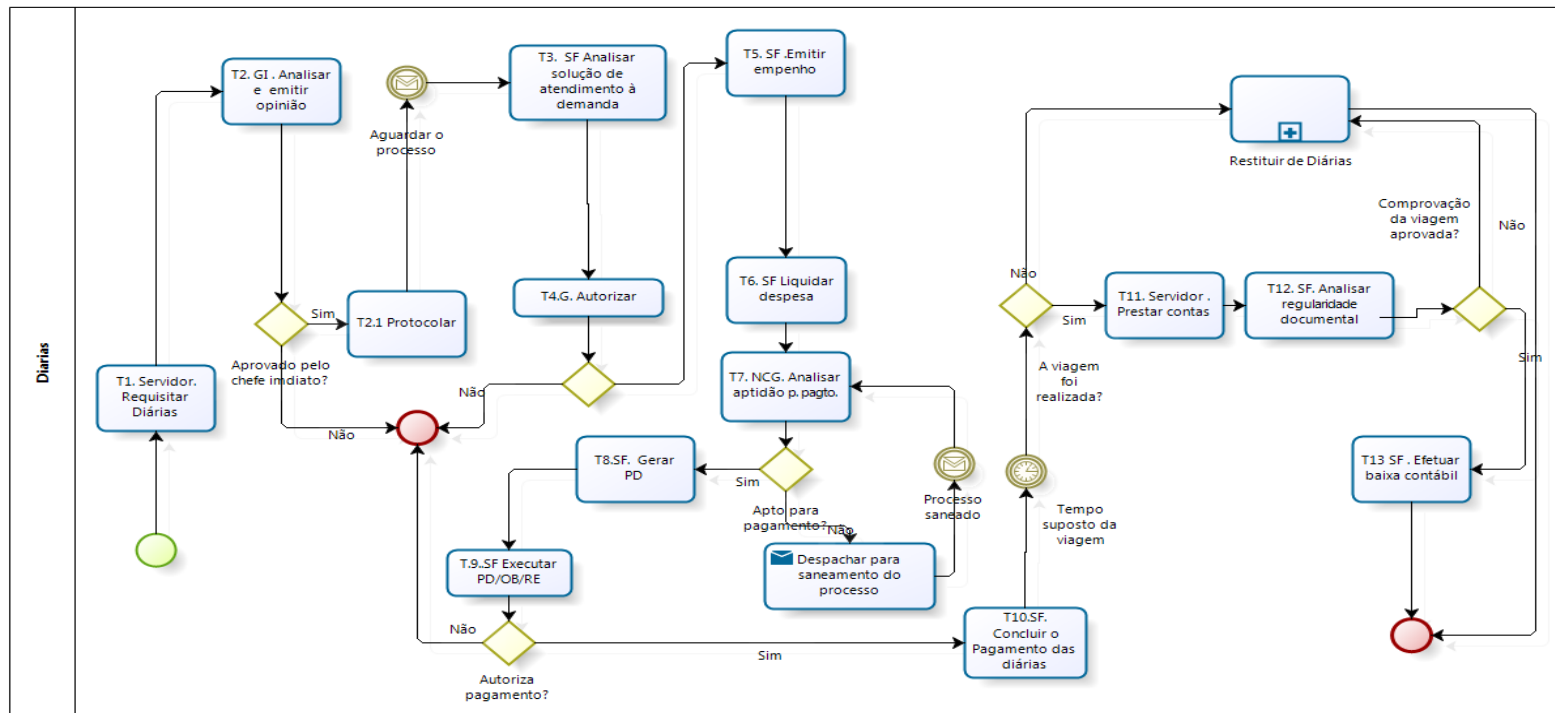 Diarias
T1. Servidor.
Requisitar
Diárias
T2. GI . Analisar
e emitir
opinião
Aprovado pelo
chefe imdiato?
Sim
Não
T2.1 Protocolar
Aguardar o
processo
T3. SF Analisar
solução de
atendimento à
demanda
T4.G. Autorizar
Não
T5. SF .Emitir
empenho
T6. SF Liquidar
despesa
T7. NCG. Analisar
aptidão p. pagto.
Apto para
pagamento?
Sim
Não
Despachar para
saneamento do
processo
Processo
saneado
T8.SF. Gerar
PD
T.9..SF Executar
PD/OB/RE
Autoriza
pagamento?
Não
Sim
T10.SF.
Concluir o
Pagamento das
diárias
Tempo
suposto da
viagem
A viagem
foi
realizada?
Não
Sim
Restituir de Diárias
T11. Servidor .
Prestar contas
T12. SF. Analisar
regularidade
documental
Comprovação
da viagem
aprovada?
Não
Sim
T13 SF . Efetuar
baixa contábil